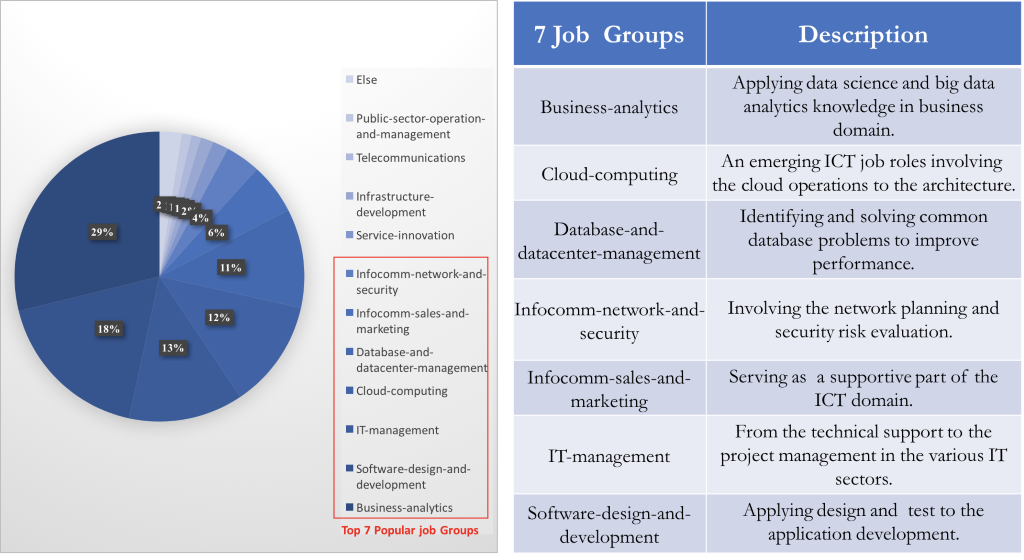 Else
Public-sector-operation-
and-management
Telecommunications
Infrastructure-
development
Service-innovation
Infocomm-network-and-
security
Infocomm-sales-and-
marketing
Database-and-
datacenter-management
Cloud-computing
IT-management
Software-design-and-
development
Business-analytics
Top 7 Popular job Groups
4%
6%
11%
12%
13%
18%
29%
7 Job Groups
Description
Business-analytics
Applying data science and big data
analytics knowledge in business
domain.
Cloud-computing
An emerging ICT job roles involving
the cloud operations to the architecture.
Database-and-
datacenter-management
Identifying and solving common
database problems to improve
performance.
Infocomm-network-and-
security
Involving the network planning and
security risk evaluation.
Infocomm-sales-and-
marketing
Serving as a supportive part of the
ICT domain.
IT-management
From the technical support to the
project management in the various IT
sectors.
Software-design-and-
development
Applying design and test to the
application development.